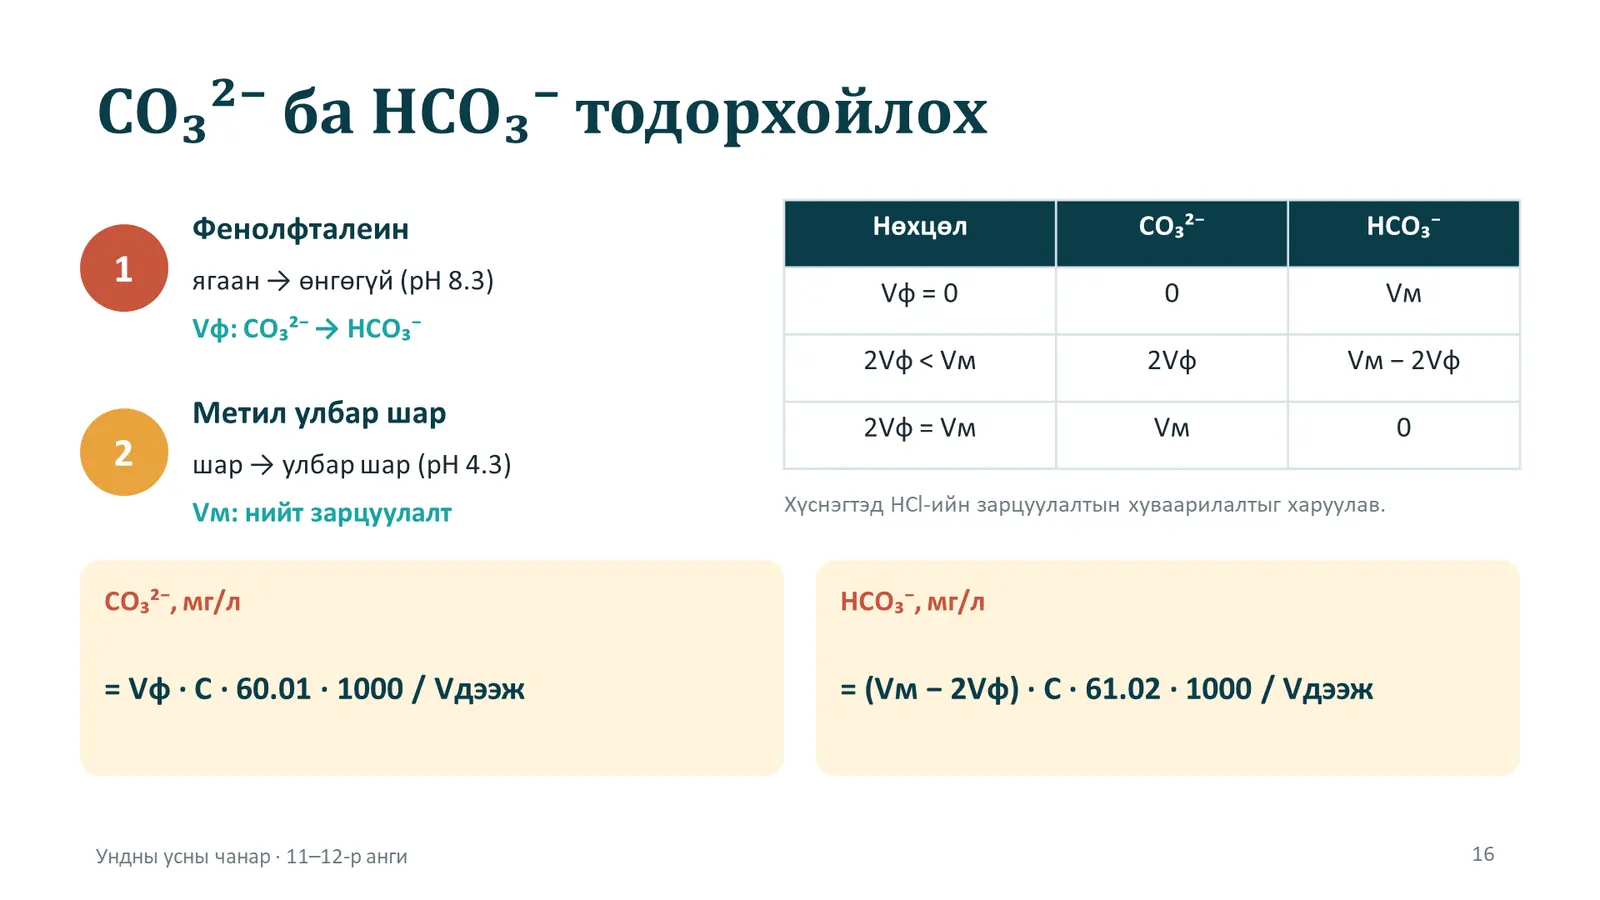 CO₃²⁻ ба HCO₃⁻ тодорхойлох
1
Фенолфталеин
ягаан → өнгөгүй (pH 8.3)
Vф: CO₃²⁻ → HCO₃⁻
2
Метил улбар шар
шар → улбар шар (pH 4.3)
Vм: нийт зарцуулалт
Нөхцөл CO₃²⁻ HCO₃⁻
Vф = 0 0 Vм
2Vф < Vм 2Vф Vм − 2Vф
2Vф = Vм Vм 0
Хүснэгтэд HCl-ийн зарцуулалтын хуваарилалтыг харуулав.
CO₃²⁻, мг/л
= Vф · C · 60.01 · 1000 / Vдээж
HCO₃⁻, мг/л
= (Vм − 2Vф) · C · 61.02 · 1000 / Vдээж
Ундны усны чанар · 11–12-р анги
16